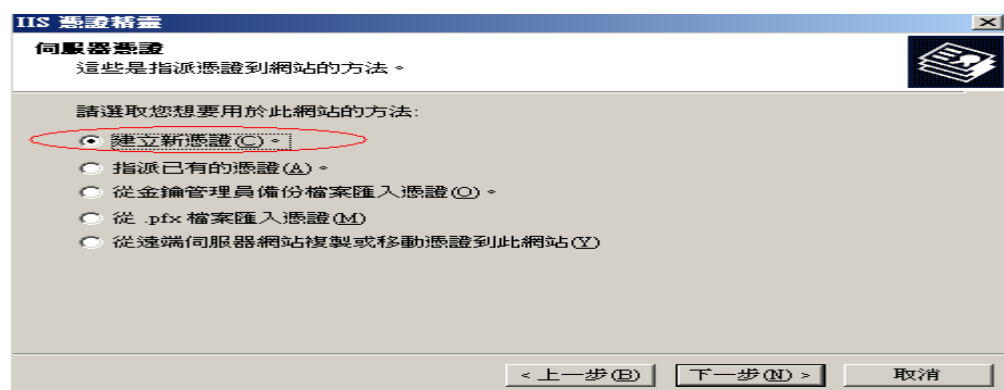 IIS 憑證精靈
伺服器憑證
這些是指派憑證到網站的方法。
請選取您想要用於此網站的方法:
建立新憑證(C)。
指派已有的憑證(A)。
從金鑰管理員備份檔案匯入憑證(O)。
從 .pfx 檔案匯入憑證(M)
從遠端伺服器網站複製或移動憑證到此網站(Y)
< 上一步(B) 下一步(N) > 取消